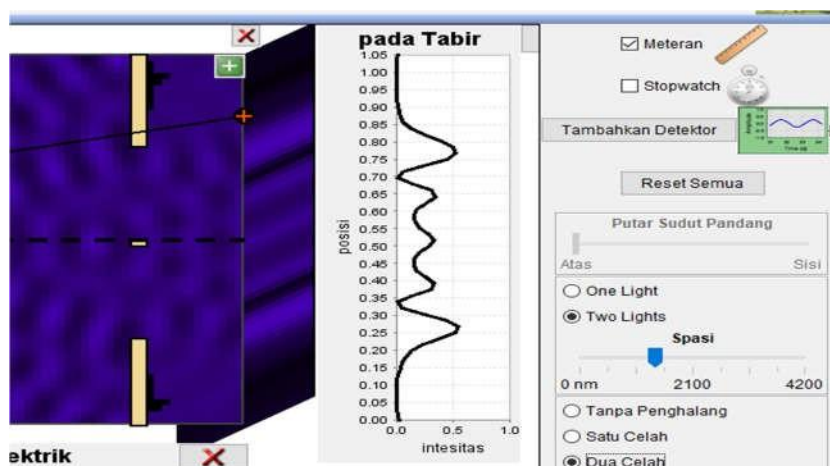 pada Tabir
1.05
1.00
0.95
0.90
0.85
0.80
0.75
0.70
0.65
0.60
0.55
0.50
0.45
0.40
0.35
0.30
0.25
0.20
0.15
0.10
0.05
0.00
posisi
0.0 0.5 1.0
intesitas
ektrik
Meteran
Stopwatch
Tambahkan Detektor
Reset Semua
Putar Sudut Pandang
Atas Sisi
One Light
Two Lights
Spasi
0 nm 2100 4200
Tanpa Penghalang
Satu Celah
Dua Celah